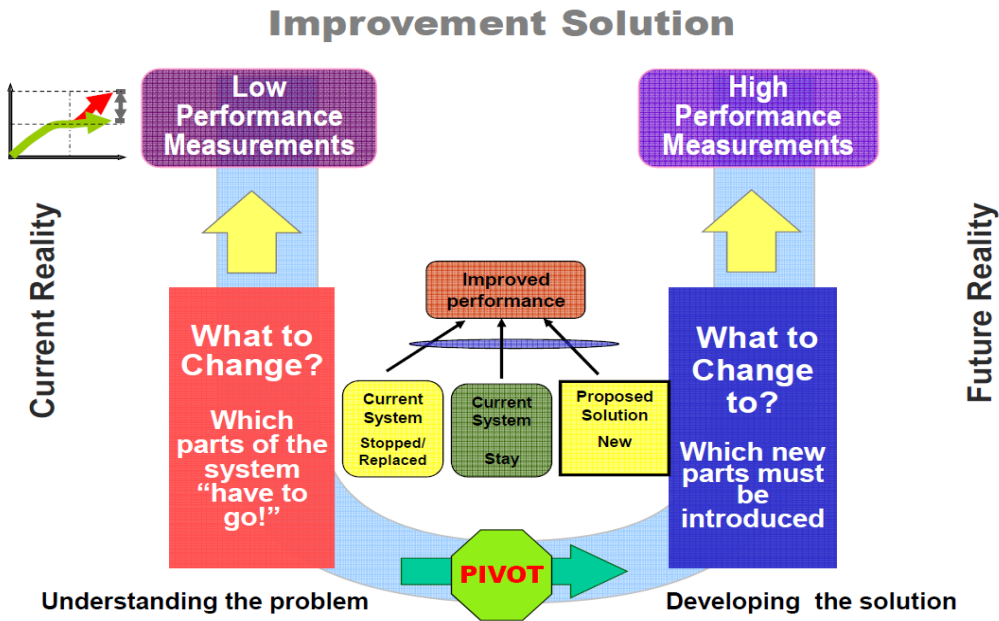 Improvement Solution
Low
Performance
Measurements
High
Performance
Measurements
Current Reality
Future Reality
Improved
performance
What to
Change?
Which
parts of the
system
“have to
go!”
Current
System
Stopped/
Replaced
Current
System
Stay
Proposed
Solution
New
What to
Change
to?
Which new
parts must
be
introduced
PIVOT
Understanding the problem
Developing the solution